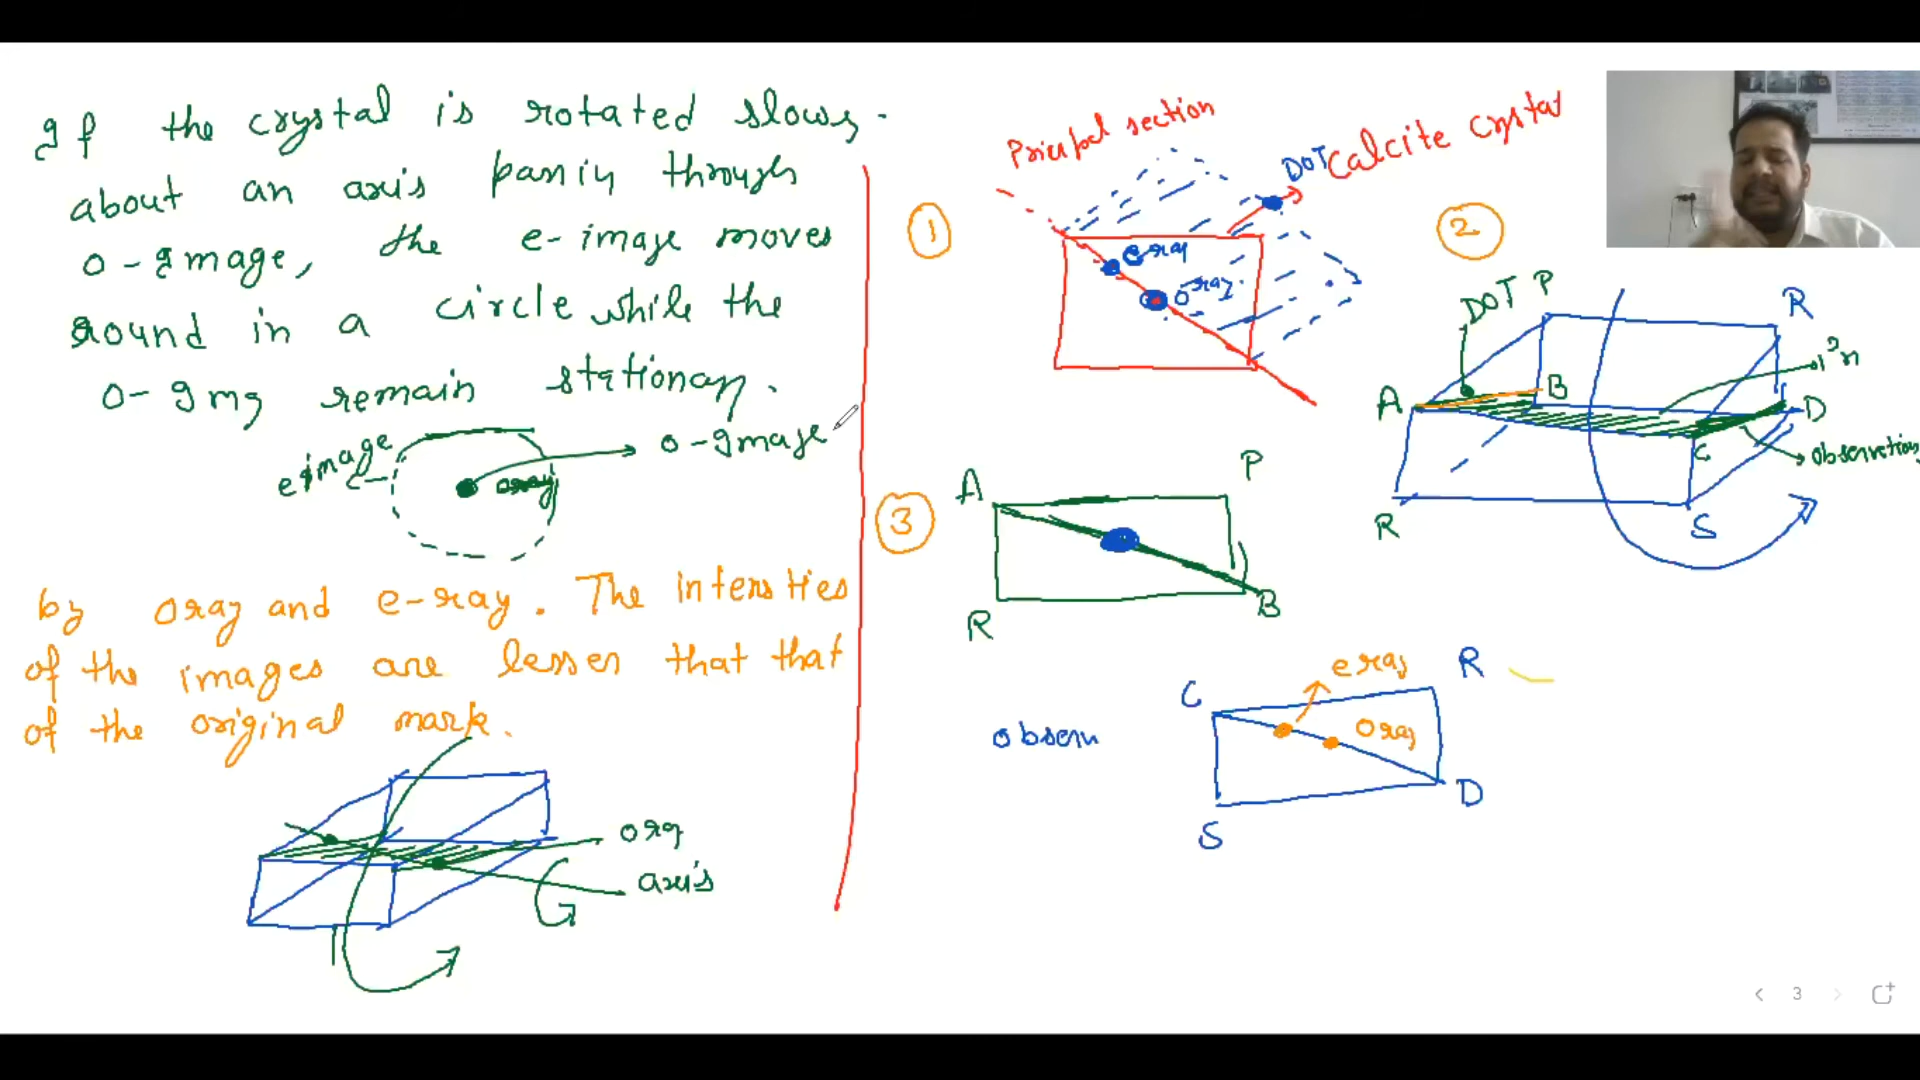 If the crystal is rotated slowly
about an axis passing through
o-image, the e-image moves
round in a circle while the
o-img remain stationary.
e image
o ray
o-image
by o ray and e-ray. The intensities
of the images are lesser that that
of the original mark.
o ray
axis
Principal section
DOT Calcite crystal
1
e ray
o ray
2
DOT P
R
A
B
D
C
observation
R
S
3
A
P
R
B
e ray
R
C
o ray
Observ
D
S
3